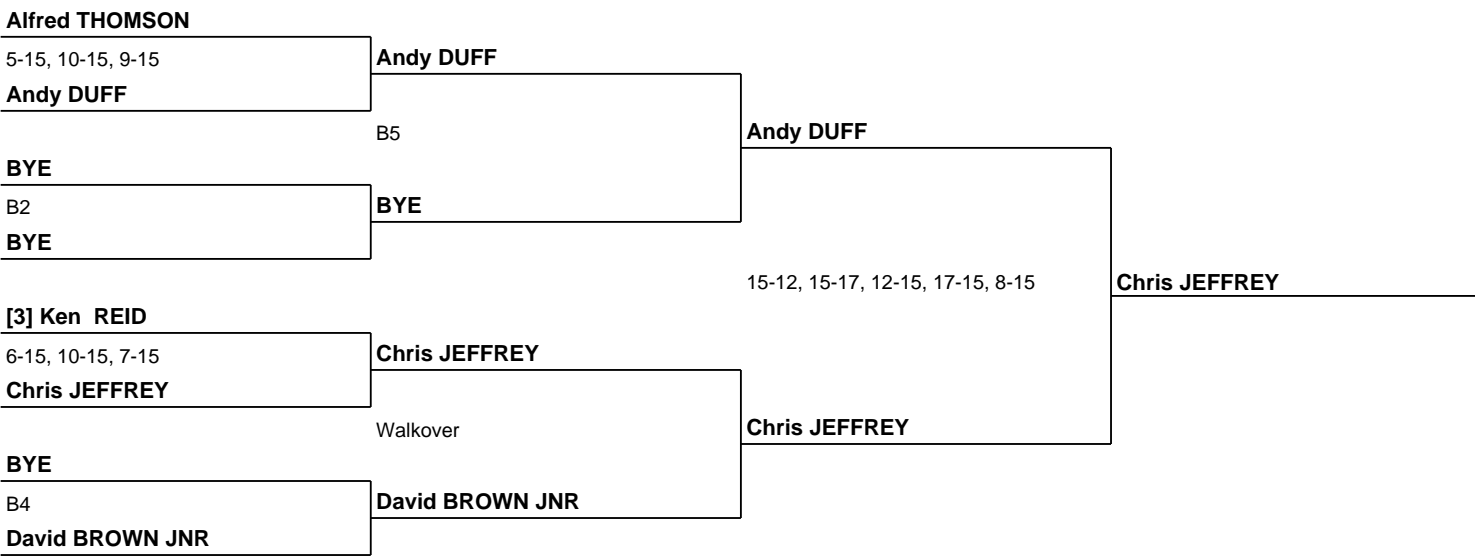 Alfred THOMSON
5-15, 10-15, 9-15
Andy DUFF
Andy DUFF
B5
Andy DUFF
BYE
B2
BYE
BYE
15-12, 15-17, 12-15, 17-15, 8-15
Chris JEFFREY
[3] Ken  REID
6-15, 10-15, 7-15
Chris JEFFREY
Chris JEFFREY
Walkover
Chris JEFFREY
BYE
B4
David BROWN JNR
David BROWN JNR